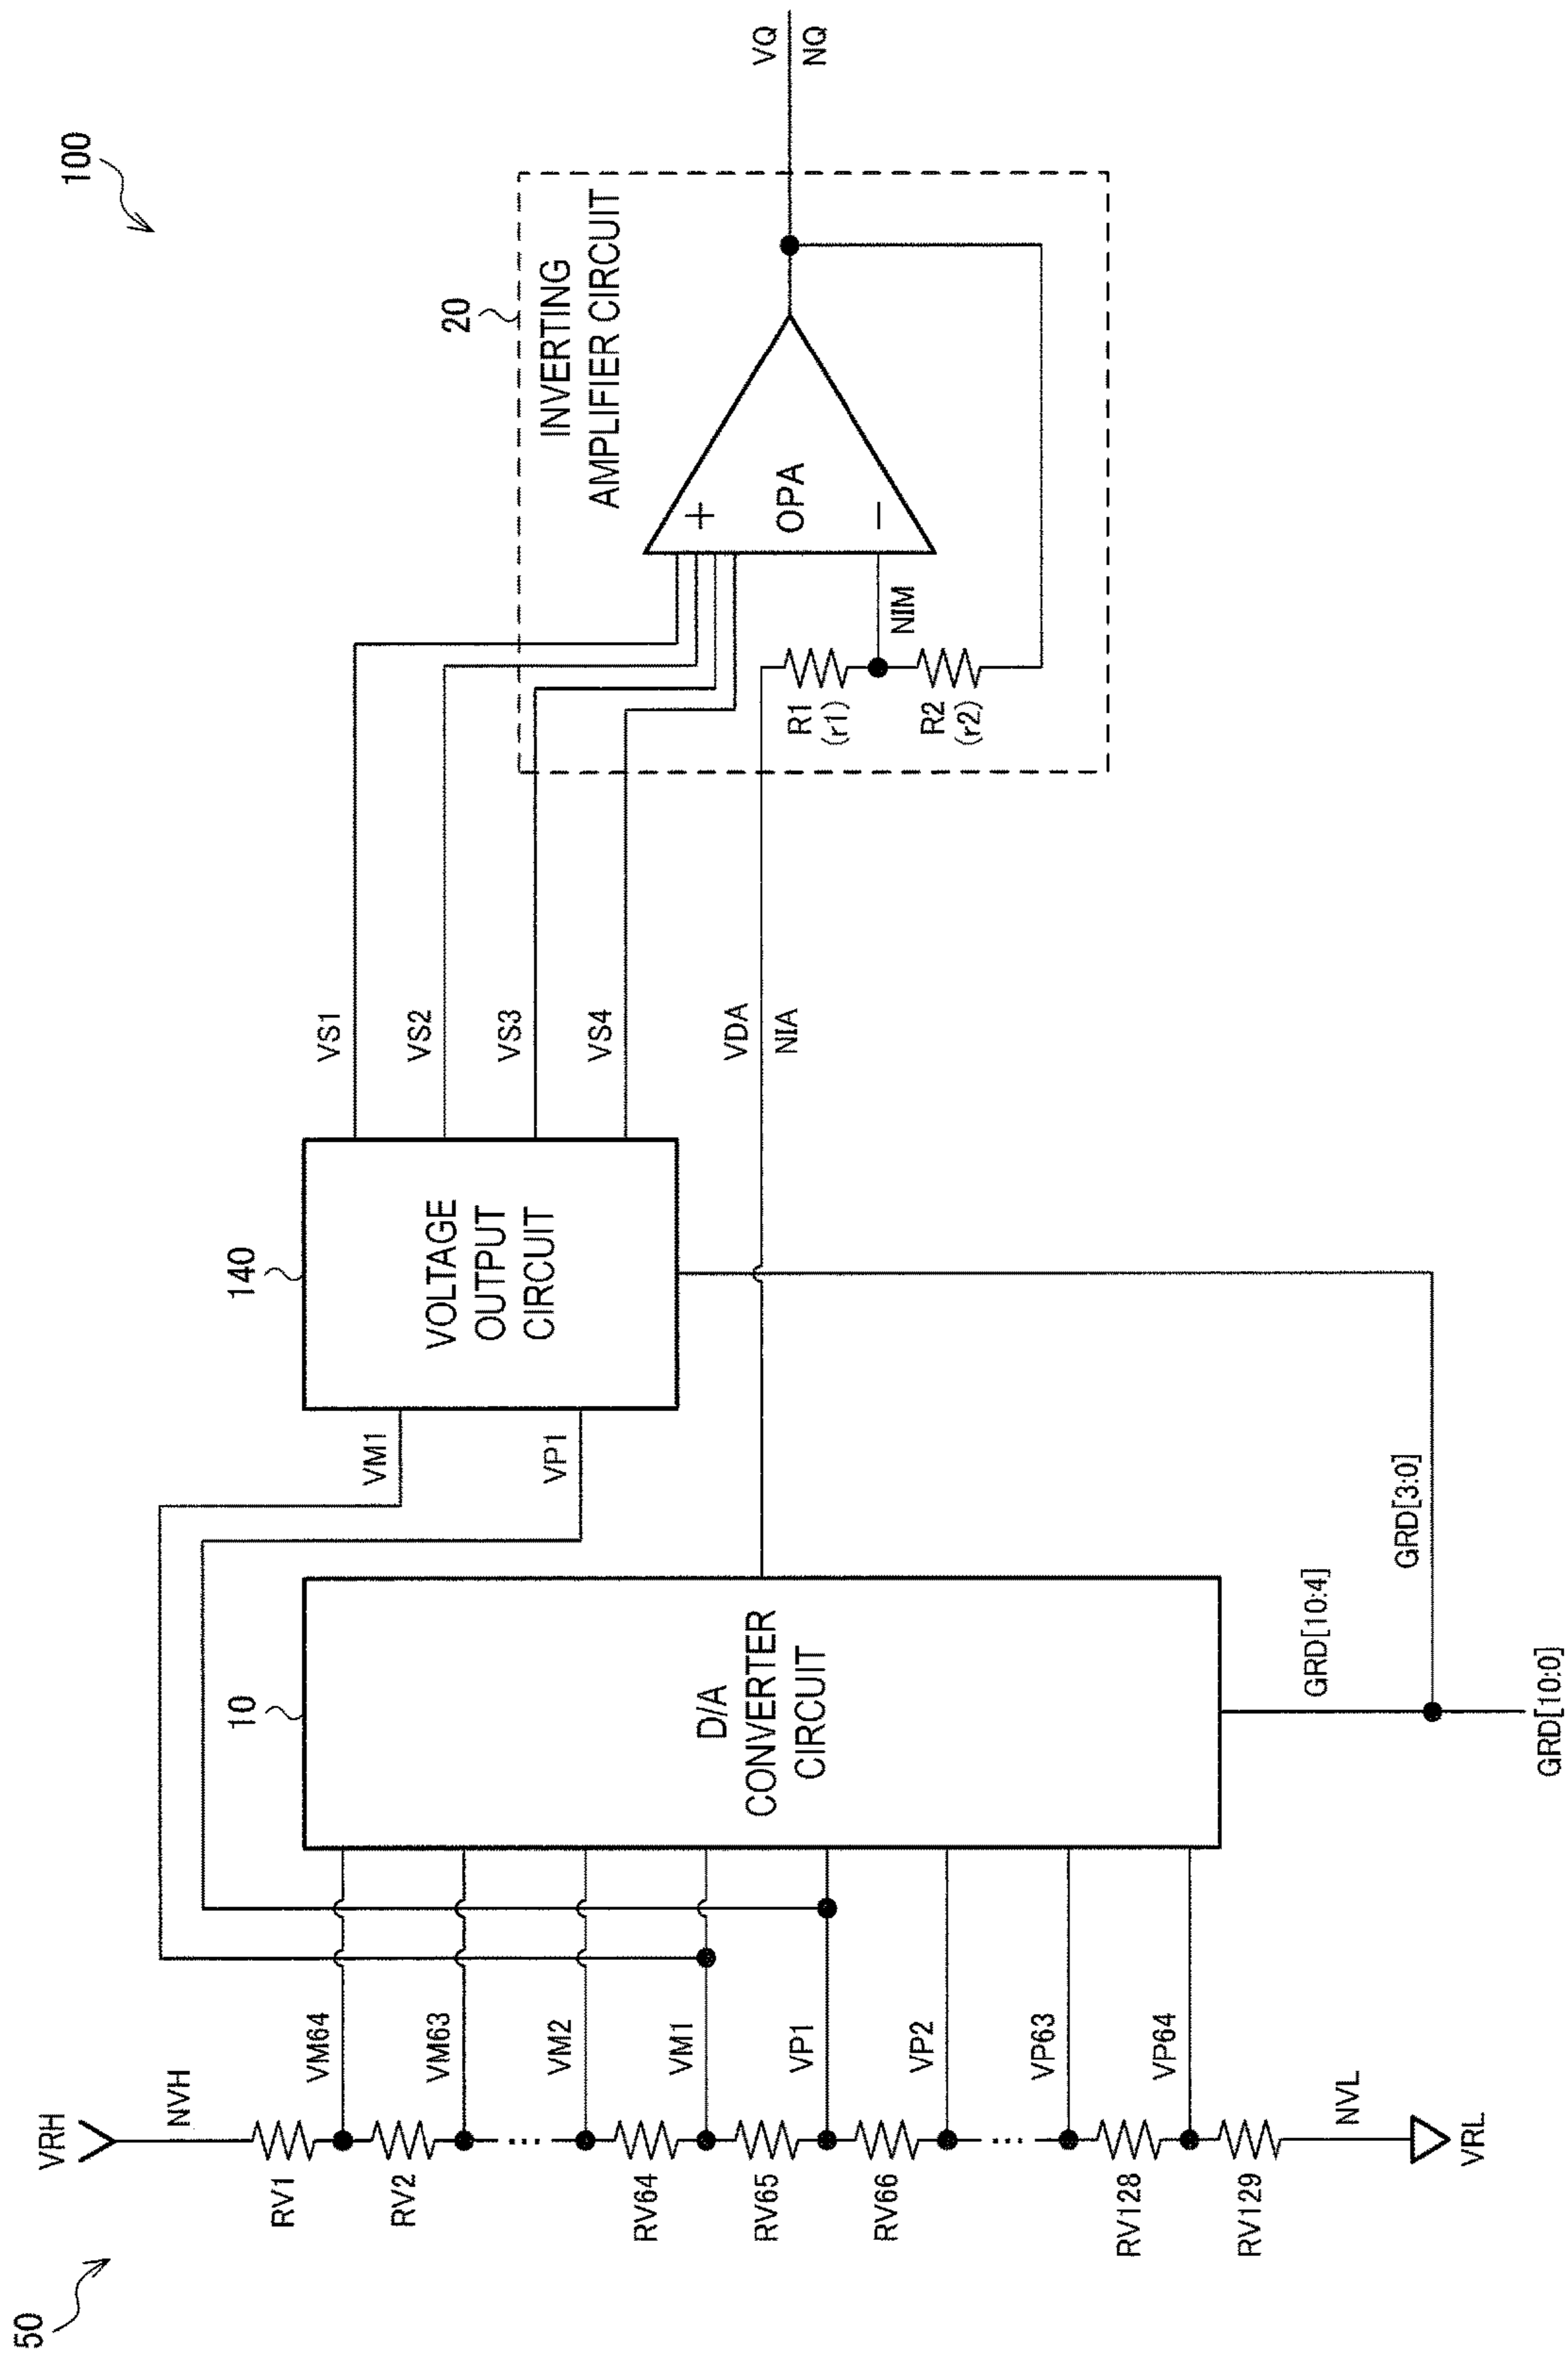 100
50
VRH
NVH
RV1
RV2
...
RV64
RV65
RV66
...
RV128
RV129
NVL
VRL
VM64
VM63
VM2
VM1
VP1
VP2
VP63
VP64
10
D/A
CONVERTER
CIRCUIT
GRD[10:4]
GRD[3:0]
GRD[10:0]
VM1
VP1
140
VOLTAGE
OUTPUT
CIRCUIT
VS1
VS2
VS3
VS4
VDA
NIA
20
INVERTING
AMPLIFIER CIRCUIT
R1
(r1)
R2
(r2)
NIM
+
OPA
−
VQ
NQ